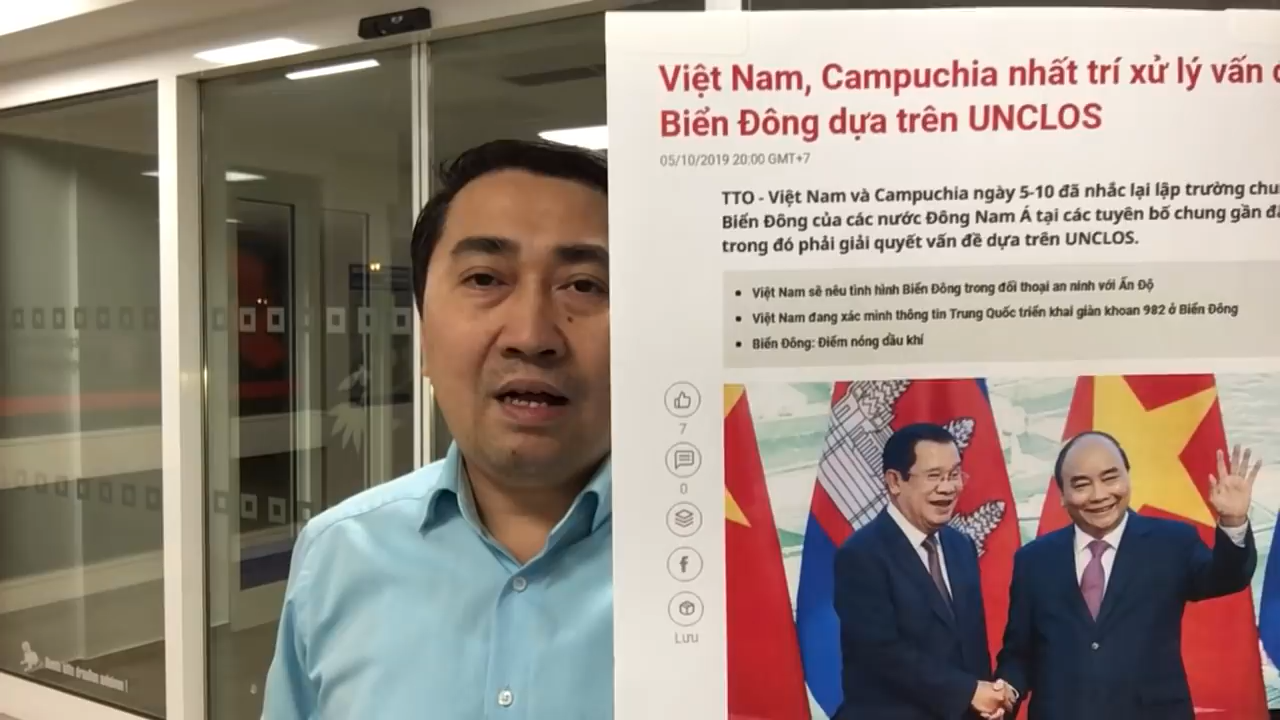 Việt Nam, Campuchia nhất trí xử lý vấn
Biển Đông dựa trên UNCLOS
05/10/2019 20:00 GMT+7
TTO - Việt Nam và Campuchia ngày 5-10 đã nhắc lại lập trường
Biển Đông của các nước Đông Nam Á tại các tuyên bố chung gần
trong đó phải giải quyết vấn đề dựa trên UNCLOS.
• Việt Nam sẽ nêu tình hình Biển Đông trong đối thoại an ninh với Ấn Độ
• Việt Nam đang xác minh thông tin Trung Quốc triển khai giàn khoan 982 ở Biển Đông
• Biển Đông: Điểm nóng dầu khí
7
0
f
Lưu